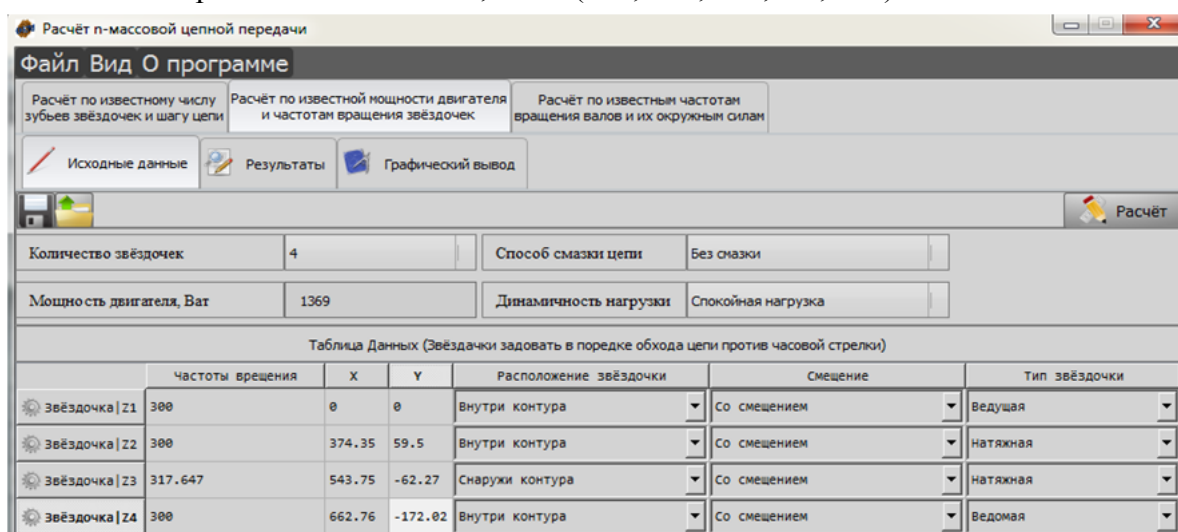 Расчёт n-массовой цепной передачи
Файл Вид О программе
Расчёт по известному числу
зубьев звёздочек и шагу цепи
Расчёт по известной мощности двигателя
и частотам вращения звёздочек
Расчёт по известным частотам
вращения валов и их окружным силам
Исходные данные Результаты Графический вывод
Расчёт
Количество звёздочек 4 Способ смазки цепи Без смазки
Мощность двигателя, Ват 1369 Динамичность нагрузки Спокойная нагрузка
Таблица Данных (Звёздачки задовать в поредке обхода цепи против часовой стрелки)
Частоты врещения X Y Расположение звёздочки Смещение Тип звёздочки
Звёздочка|Z1 300 0 0 Внутри контура Со смещением Ведущая
Звёздочка|Z2 300 374.35 59.5 Внутри контура Со смещением Натяжная
Звёздочка|Z3 317.647 543.75 -62.27 Снаружи контура Со смещением Натяжная
Звёздочка|Z4 300 662.76 -172.02 Внутри контура Со смещением Ведомая